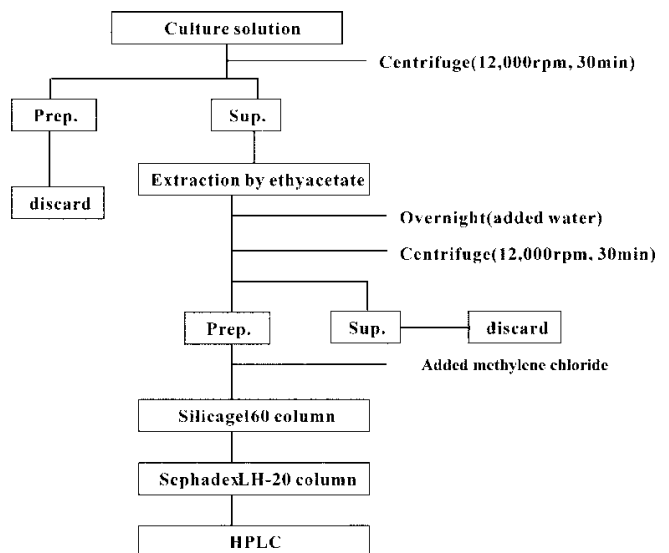 Culture solution
Centrifuge(12,000rpm, 30min)
Prep.
Sup.
discard
Extraction by ethyacetate
Overnight(added water)
Centrifuge(12,000rpm, 30min)
Prep.
Sup.
discard
Added methylene chloride
Silicagel60 column
SephadexLH-20 column
HPLC